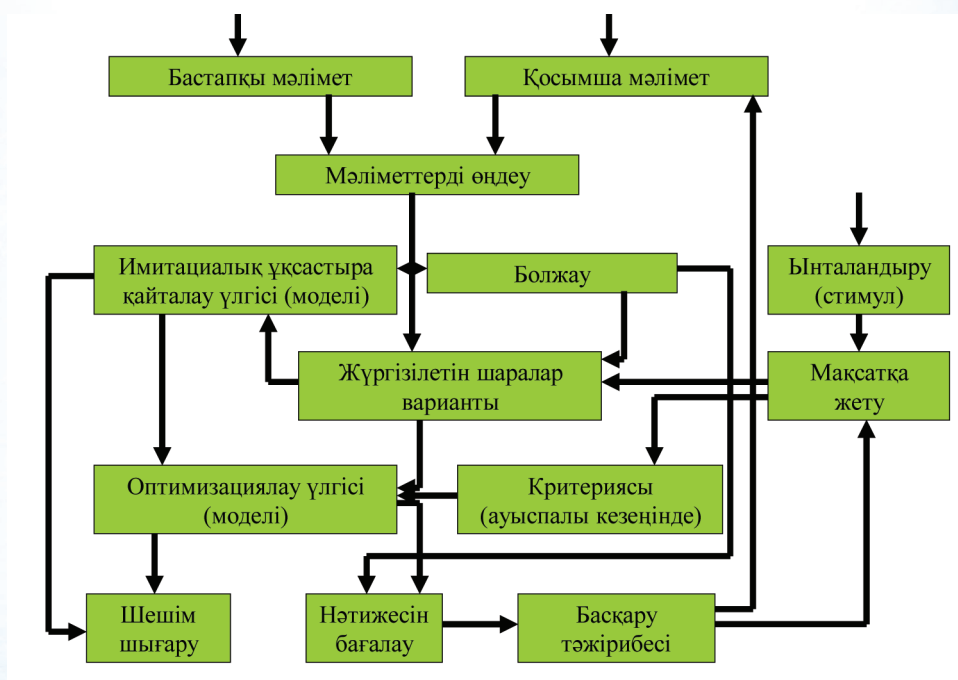 Бастапқы мәлімет
Қосымша мәлімет
Мәліметтерді өңдеу
Имитациалық ұқсастыра
қайталау үлгісі (моделі)
Болжау
Ынталандыру
(стимул)
Жүргізілетін шаралар
варианты
Мақсатқа
жету
Оптимизациялау үлгісі
(моделі)
Критериясы
(ауыспалы кезеңінде)
Шешім
шығару
Нәтижесін
бағалау
Басқару
тәжірибесі